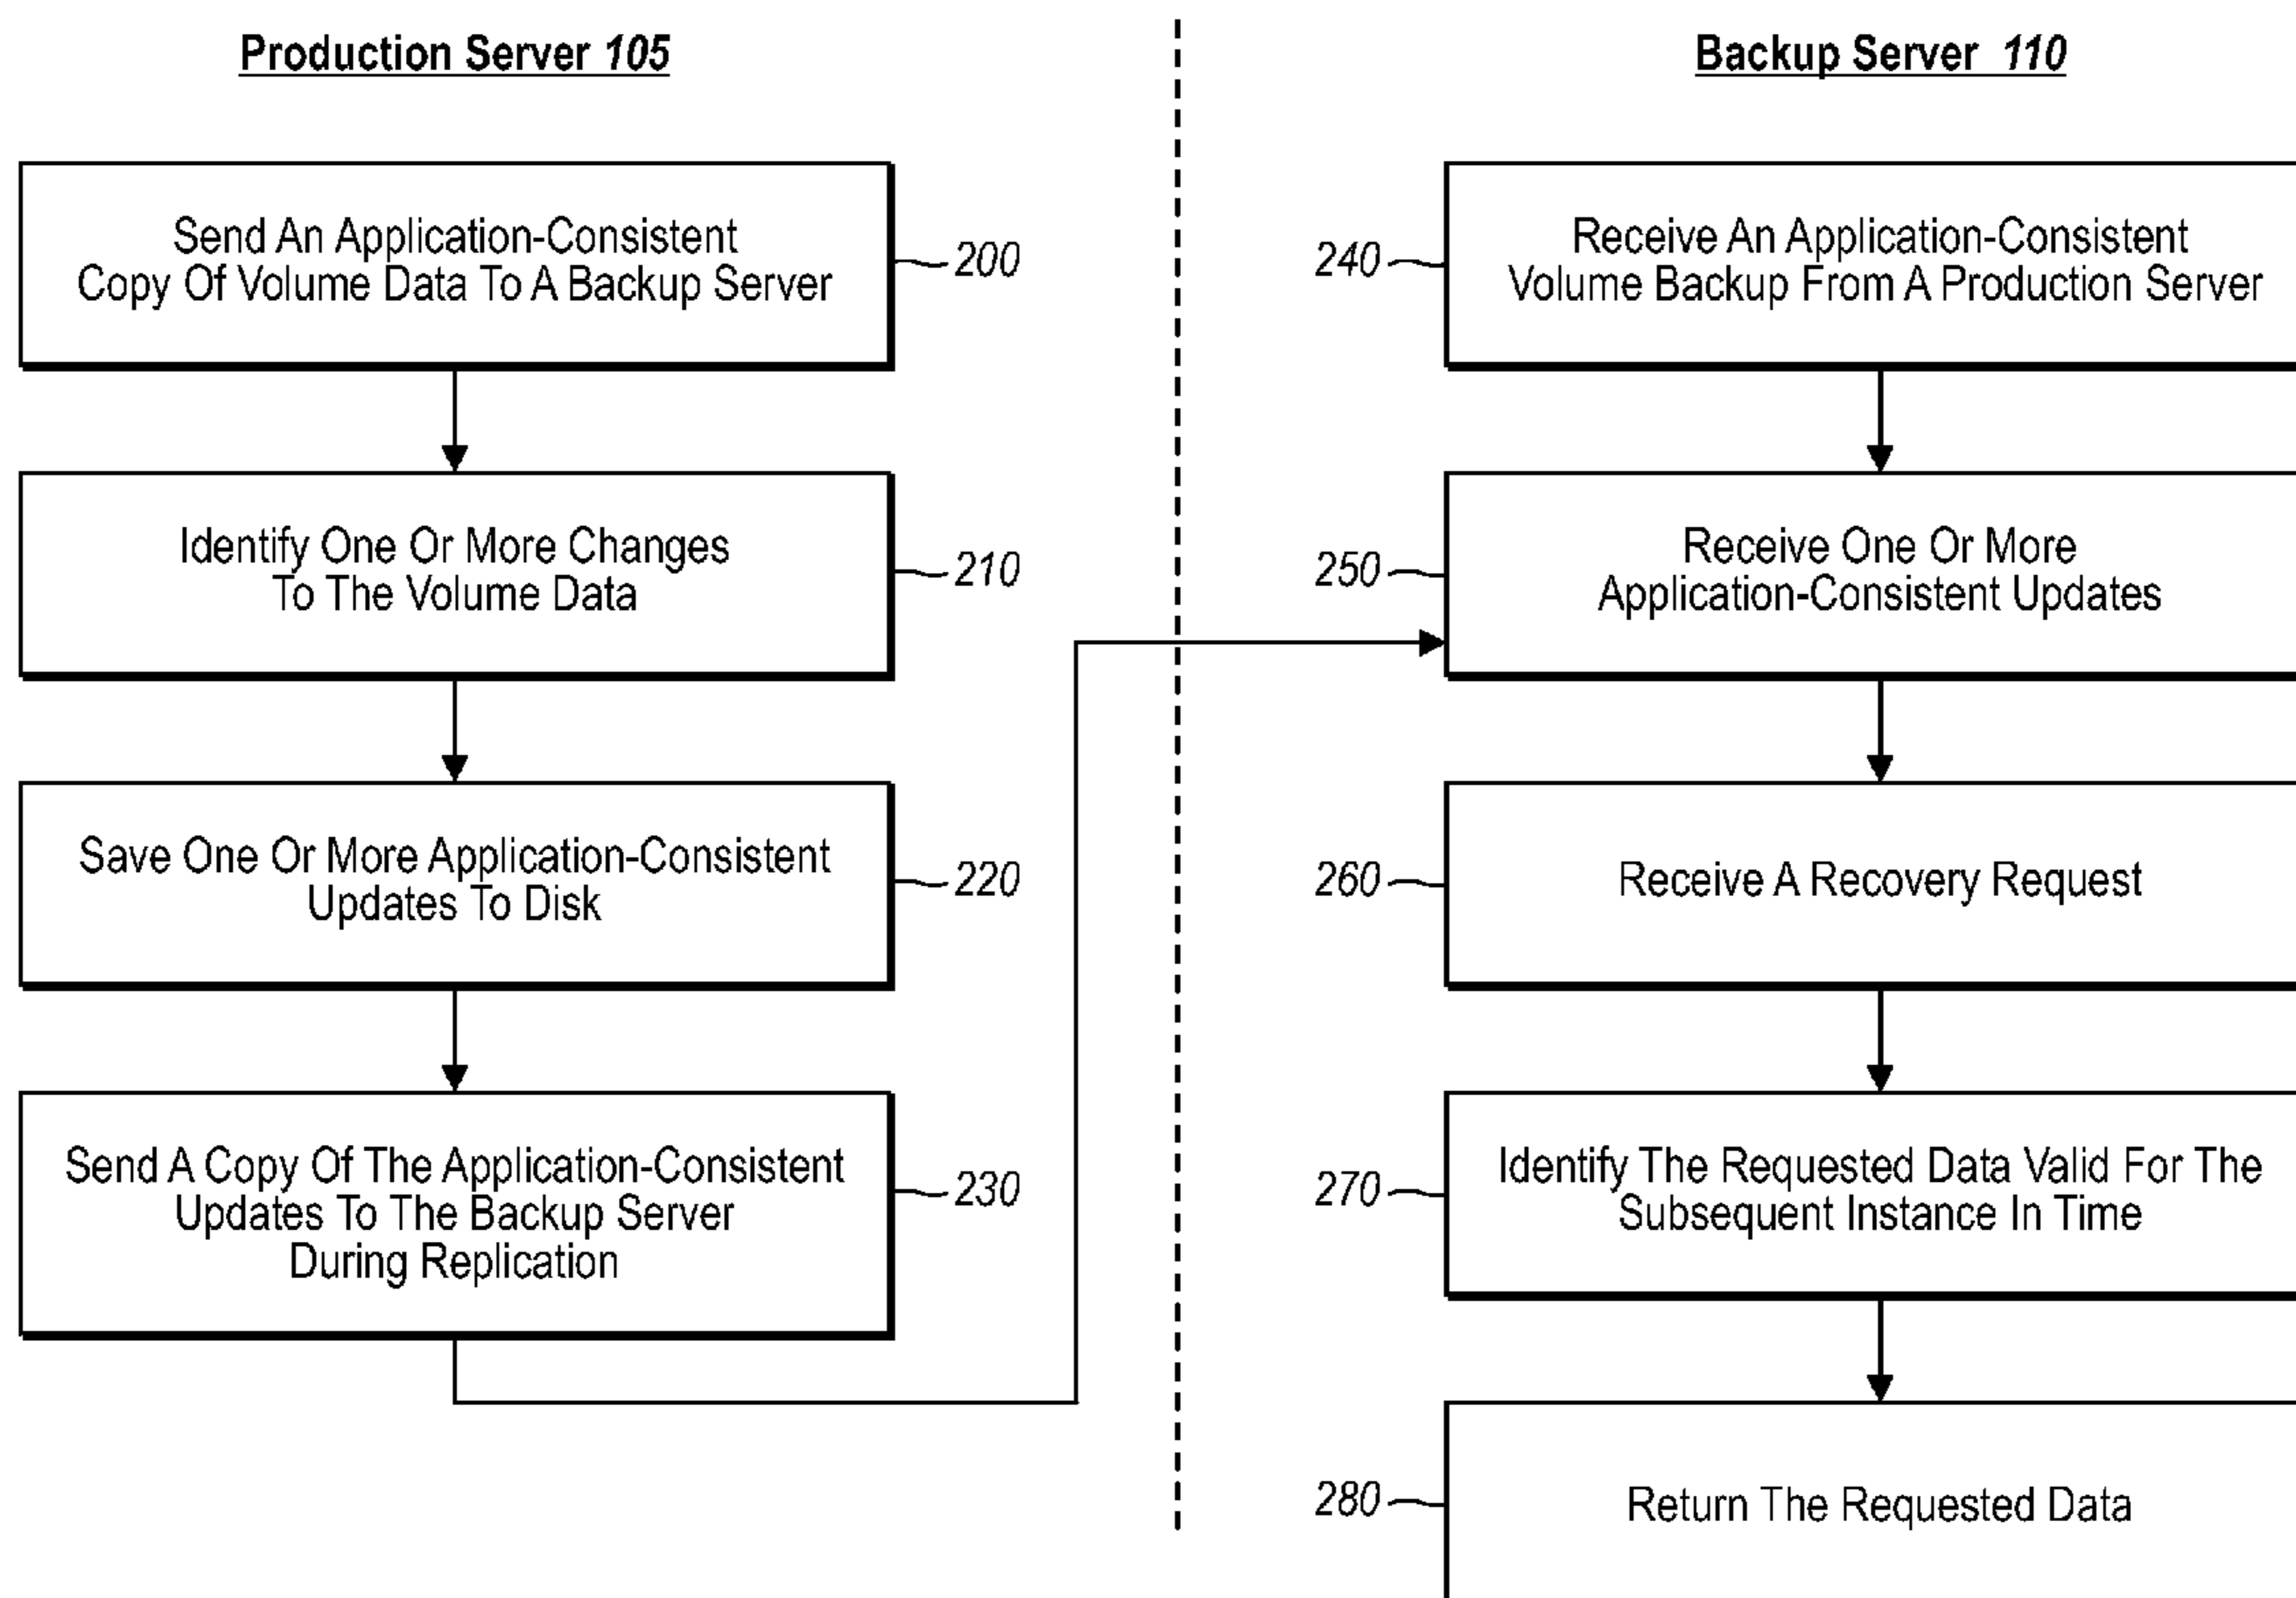 Production Server 105
Send An Application-Consistent
Copy Of Volume Data To A Backup Server
200
Identify One Or More Changes
To The Volume Data
210
Save One Or More Application-Consistent
Updates To Disk
220
Send A Copy Of The Application-Consistent
Updates To The Backup Server
During Replication
230
Backup Server 110
240
Receive An Application-Consistent
Volume Backup From A Production Server
250
Receive One Or More
Application-Consistent Updates
260
Receive A Recovery Request
270
Identify The Requested Data Valid For The
Subsequent Instance In Time
280
Return The Requested Data